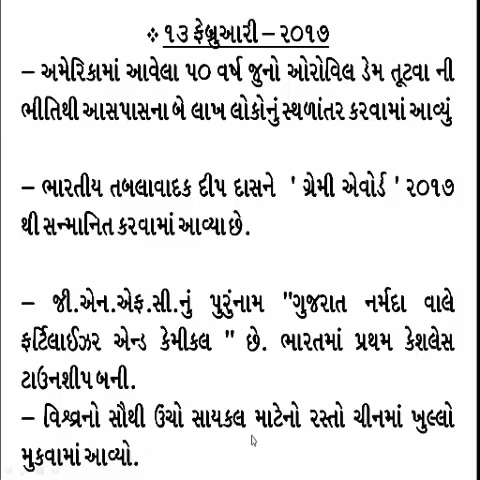 ❖ ૧૩ ફેબ્રુઆરી – ૨૦૧૭
– અમેરિકામાં આવેલા ૫૦ વર્ષ જુનો ઓરોવિલ ડેમ તૂટવા ની
ભીતિથી આસપાસના બે લાખ લોકોનું સ્થળાંતર કરવામાં આવ્યું
– ભારતીય તબલાવાદક દીપ દાસને ' ગ્રેમી એવોર્ડ ' ૨૦૧૭
થી સન્માનિત કરવામાં આવ્યા છે.
– જી.એન.એફ.સી.નું પુરુંનામ "ગુજરાત નર્મદા વાલે
ફર્ટિલાઈઝર એન્ડ કેમીકલ " છે. ભારતમાં પ્રથમ કેશલેસ
ટાઉનશીપ બની.
– વિશ્વનો સૌથી ઉચો સાયકલ માટેનો રસ્તો ચીનમાં ખુલ્લો
મુકવામાં આવ્યો.